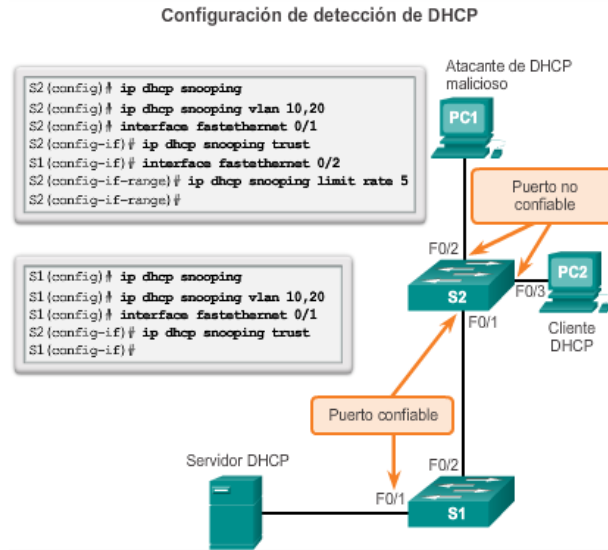 Configuración de detección de DHCP
S2(config)# ip dhcp snooping
S2(config)# ip dhcp snooping vlan 10,20
S2(config)# interface fastethernet 0/1
S2(config-if)# ip dhcp snooping trust
S1(config)# interface fastethernet 0/2
S2(config-if-range)# ip dhcp snooping limit rate 5
S2(config-if-range)#
Atacante de DHCP
malicioso
PC1
Puerto no
confiable
F0/2
PC2
S2
F0/3
F0/1
Cliente
DHCP
S1(config)# ip dhcp snooping
S1(config)# ip dhcp snooping vlan 10,20
S1(config)# interface fastethernet 0/1
S2(config-if)# ip dhcp snooping trust
S1(config-if)#
Puerto confiable
Servidor DHCP
F0/2
F0/1
S1